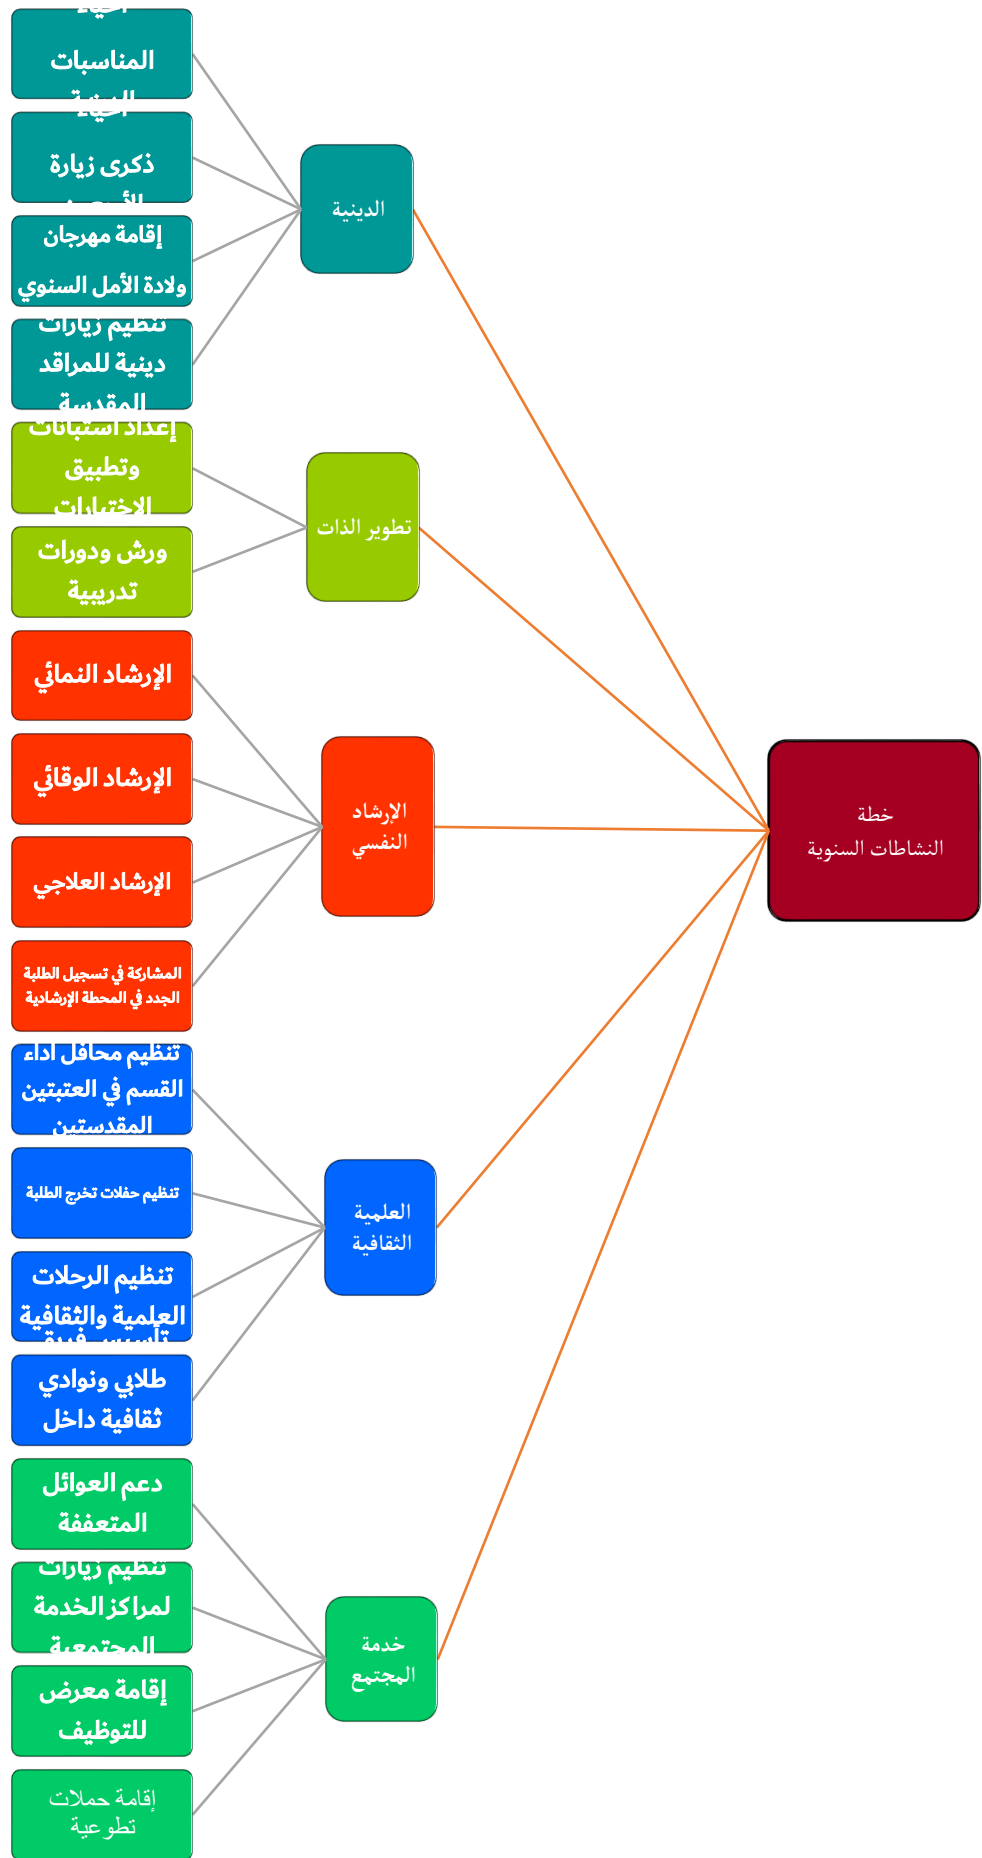 خطة
النشاطات السنوية
الدينية
المناسبات
ذكرى زيارة
إقامة مهرجان
ولادة الأمل السنوي
تنظيم زيارات
دينية للمراقد
المقدسة
تطوير الذات
إعداد استبانات
وتطبيق
الاختبارات
ورش ودورات
تدريبية
الإرشاد
النفسي
الإرشاد النمائي
الإرشاد الوقائي
الإرشاد العلاجي
المشاركة في تسجيل الطلبة
الجدد في المحطة الإرشادية
العلمية
الثقافية
تنظيم محافل اداء
القسم في العتبتين
المقدستين
تنظيم حفلات تخرج الطلبة
تنظيم الرحلات
العلمية والثقافية
تأسيس فريق
طلابي ونوادي
ثقافية داخل
خدمة
المجتمع
دعم العوائل
المتعففة
تنظيم زيارات
لمراكز الخدمة
المجتمعية
إقامة معرض
للتوظيف
إقامة حملات
تطوعية